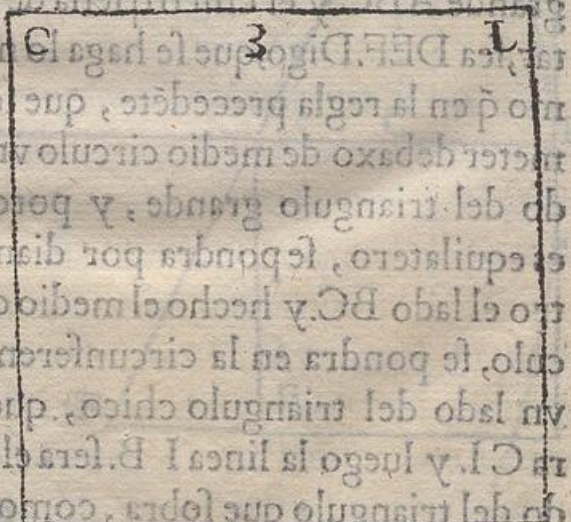 C 3 L
tar, ſea DEF. Digo, que ſe haga lo
mo q̃ en la regla precedẽte, que
meter debaxo de medio circulo vn
do del triangulo grande, y porq
es equilatero, ſe pondra por diam
tro el lado BC. y hecho el medio c
culo, ſe pondra en la circunferen
vn lado del triangulo chico, que
ra C I. y luego la linea I B. ſera el
do del triangulo que ſobra, como